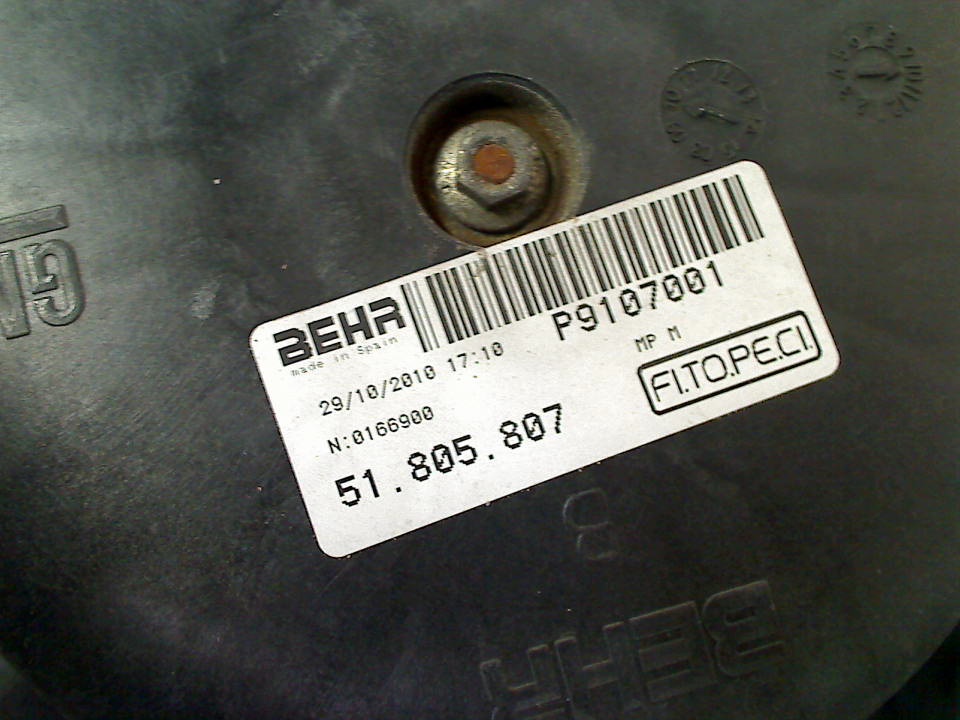 BEHR
made in Spain
P9107001
MP M
29/10/2010 17:10
FI.TO.PE.CI.
N:0166900
51.805.807
GM
BEHR